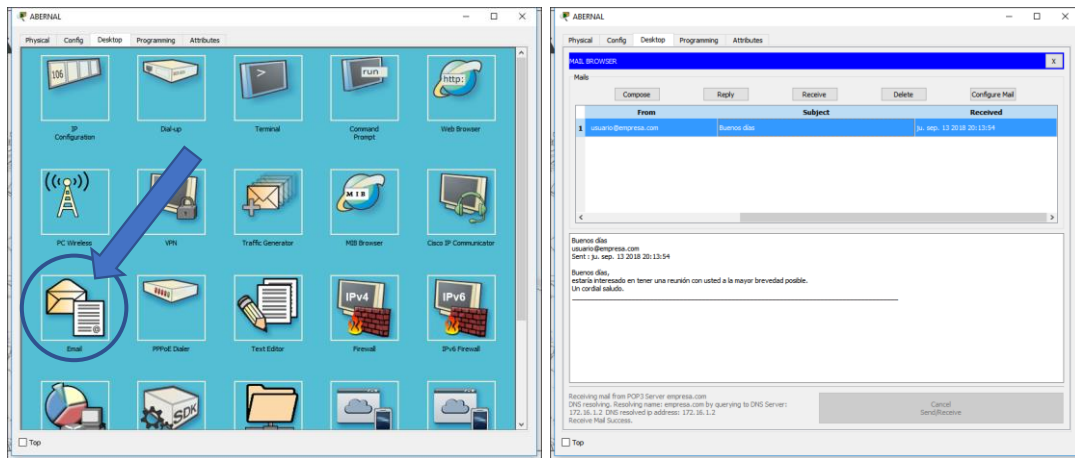 ABERNAL
Physical Config Desktop Programming Attributes
106
run
http:
IP
Configuration
Dial-up
Terminal
Command
Prompt
Web Browser
MIB
PC Wireless
VPN
Traffic Generator
MIB Browser
Cisco IP Communicator
IPv4
IPv6
Email
PPPoE Dialer
Text Editor
Firewall
IPv6 Firewall
SDK
Top
ABERNAL
Physical Config Desktop Programming Attributes
MAIL BROWSER X
Mails
Compose Reply Receive Delete Configure Mail
From Subject Received
1 usuario@empresa.com Buenos días ju. sep. 13 2018 20:13:54
Buenos días
usuario@empresa.com
Sent : ju. sep. 13 2018 20:13:54
Buenos días,
estaría interesado en tener una reunión con usted a la mayor brevedad posible.
Un cordial saludo.
Receiving mail from POP3 Server empresa.com
DNS resolving. Resolving name: empresa.com by querying to DNS Server:
172.16.1.2 DNS resolved ip address: 172.16.1.2
Receive Mail Success.
Cancel
Send/Receive
Top